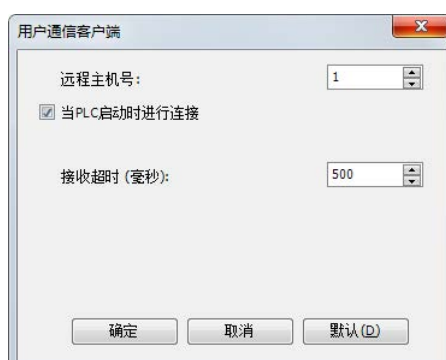 用户通信客户端
远程主机号: 1
当PLC启动时进行连接
接收超时 (毫秒): 500
确定 取消 默认(D)